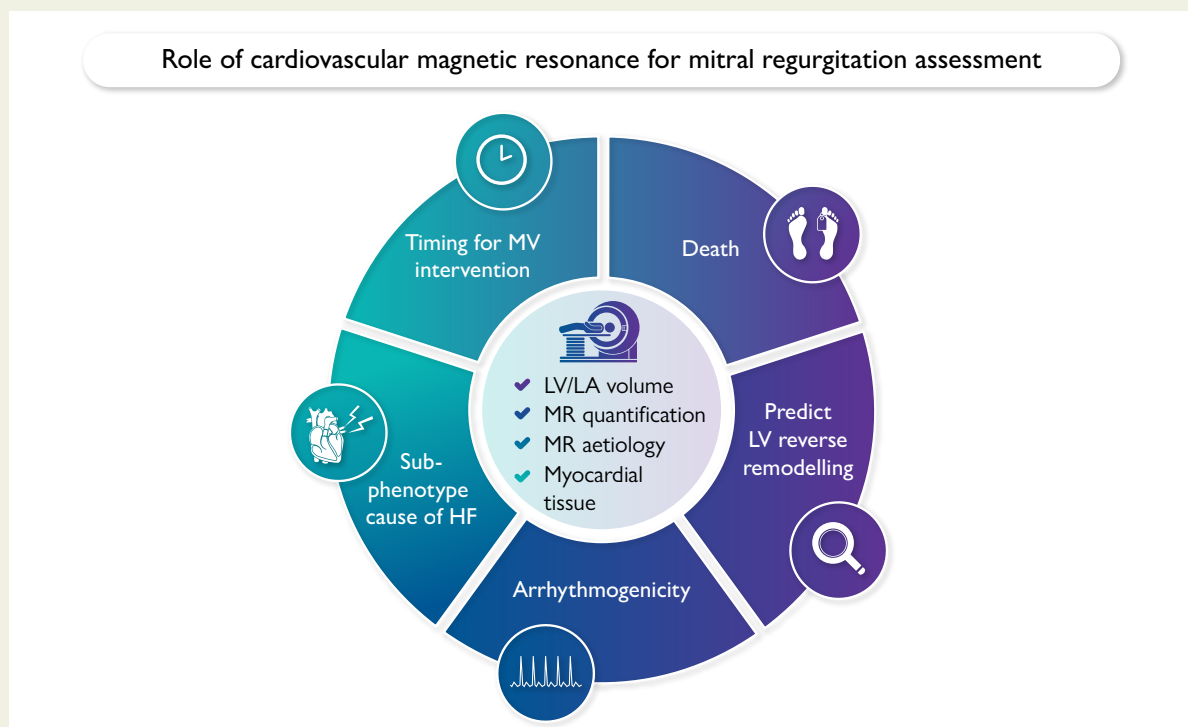 Role of cardiovascular magnetic resonance for mitral regurgitation assessment
Timing for MV
intervention
Death
LV/LA volume
MR quantification
MR aetiology
Myocardial
tissue
Predict
LV reverse
remodelling
Sub-
phenotype
cause of HF
Arrhythmogenicity